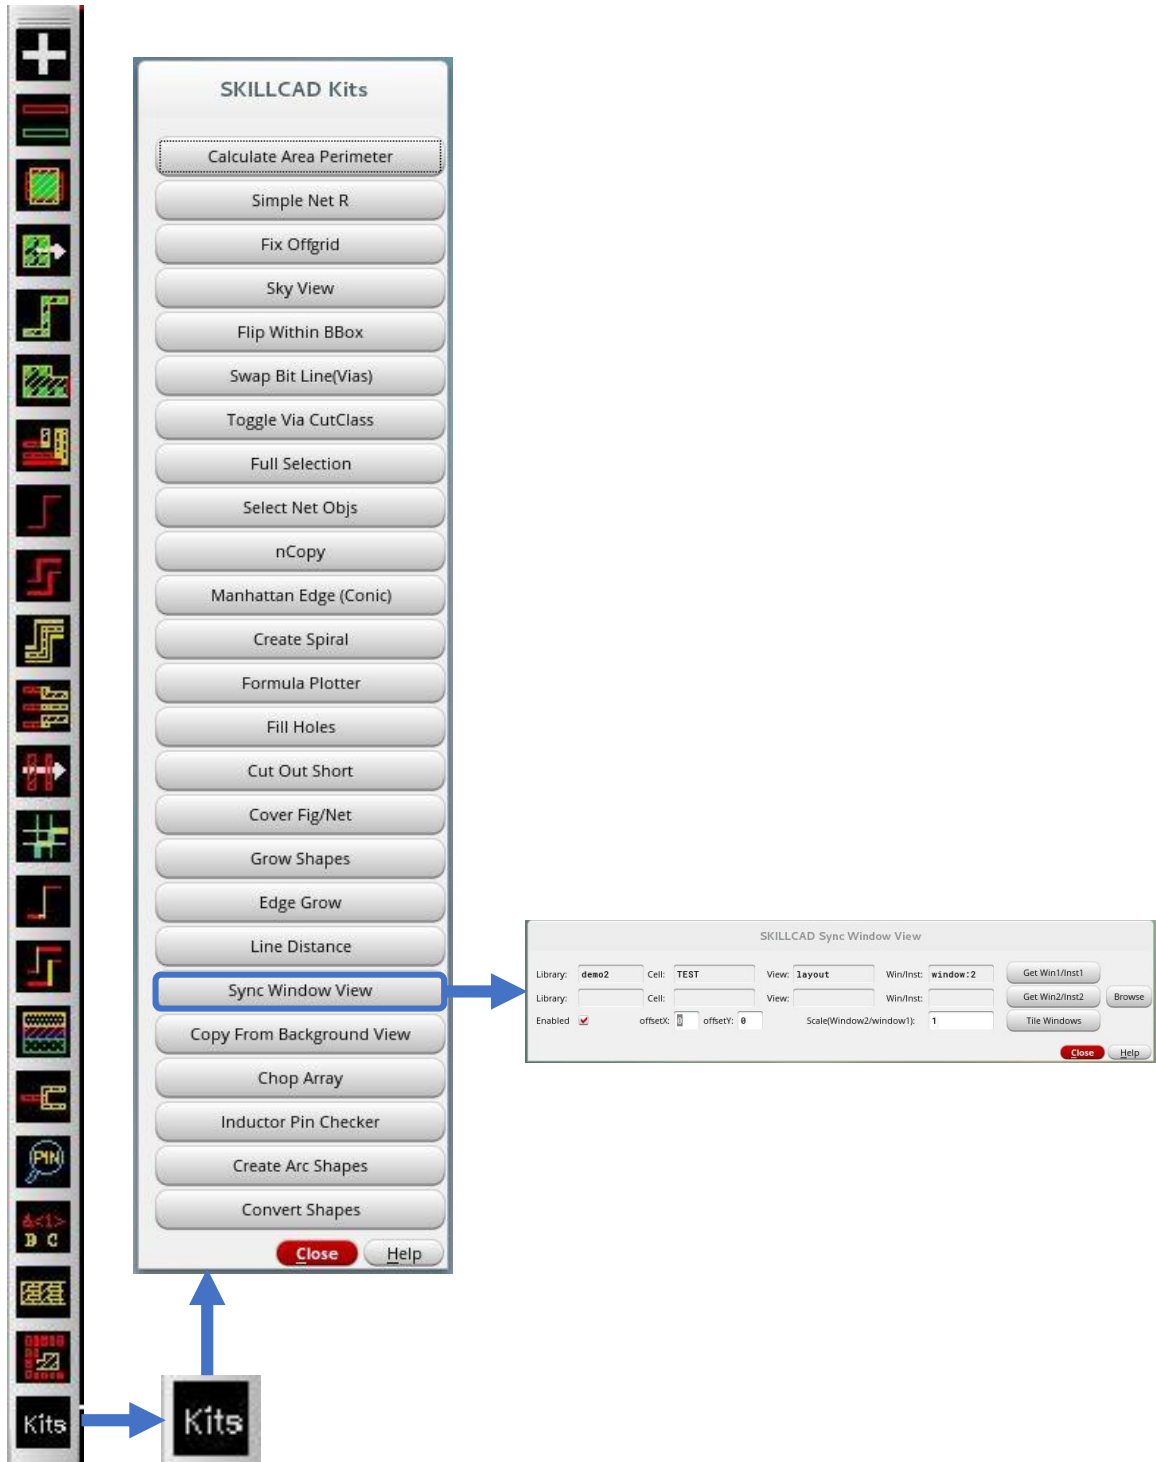 SKILLCAD Kits
Calculate Area Perimeter
Simple Net R
Fix Offgrid
Sky View
Flip Within BBox
Swap Bit Line(Vias)
Toggle Via CutClass
Full Selection
Select Net Objs
nCopy
Manhattan Edge (Conic)
Create Spiral
Formula Plotter
Fill Holes
Cut Out Short
Cover Fig/Net
Grow Shapes
Edge Grow
Line Distance
Sync Window View
Copy From Background View
Chop Array
Inductor Pin Checker
Create Arc Shapes
Convert Shapes
Close Help
SKILLCAD Sync Window View
Library: demo2 Cell: TEST View: layout Win/Inst: window:2 Get Win1/Inst1
Library: Cell: View: Win/Inst: Get Win2/Inst2 Browse
Enabled offsetX: 0 offsetY: 0 Scale(Window2/window1): 1 Tile Windows
Close Help
PIN
&<1>
B C
Kits
Kits